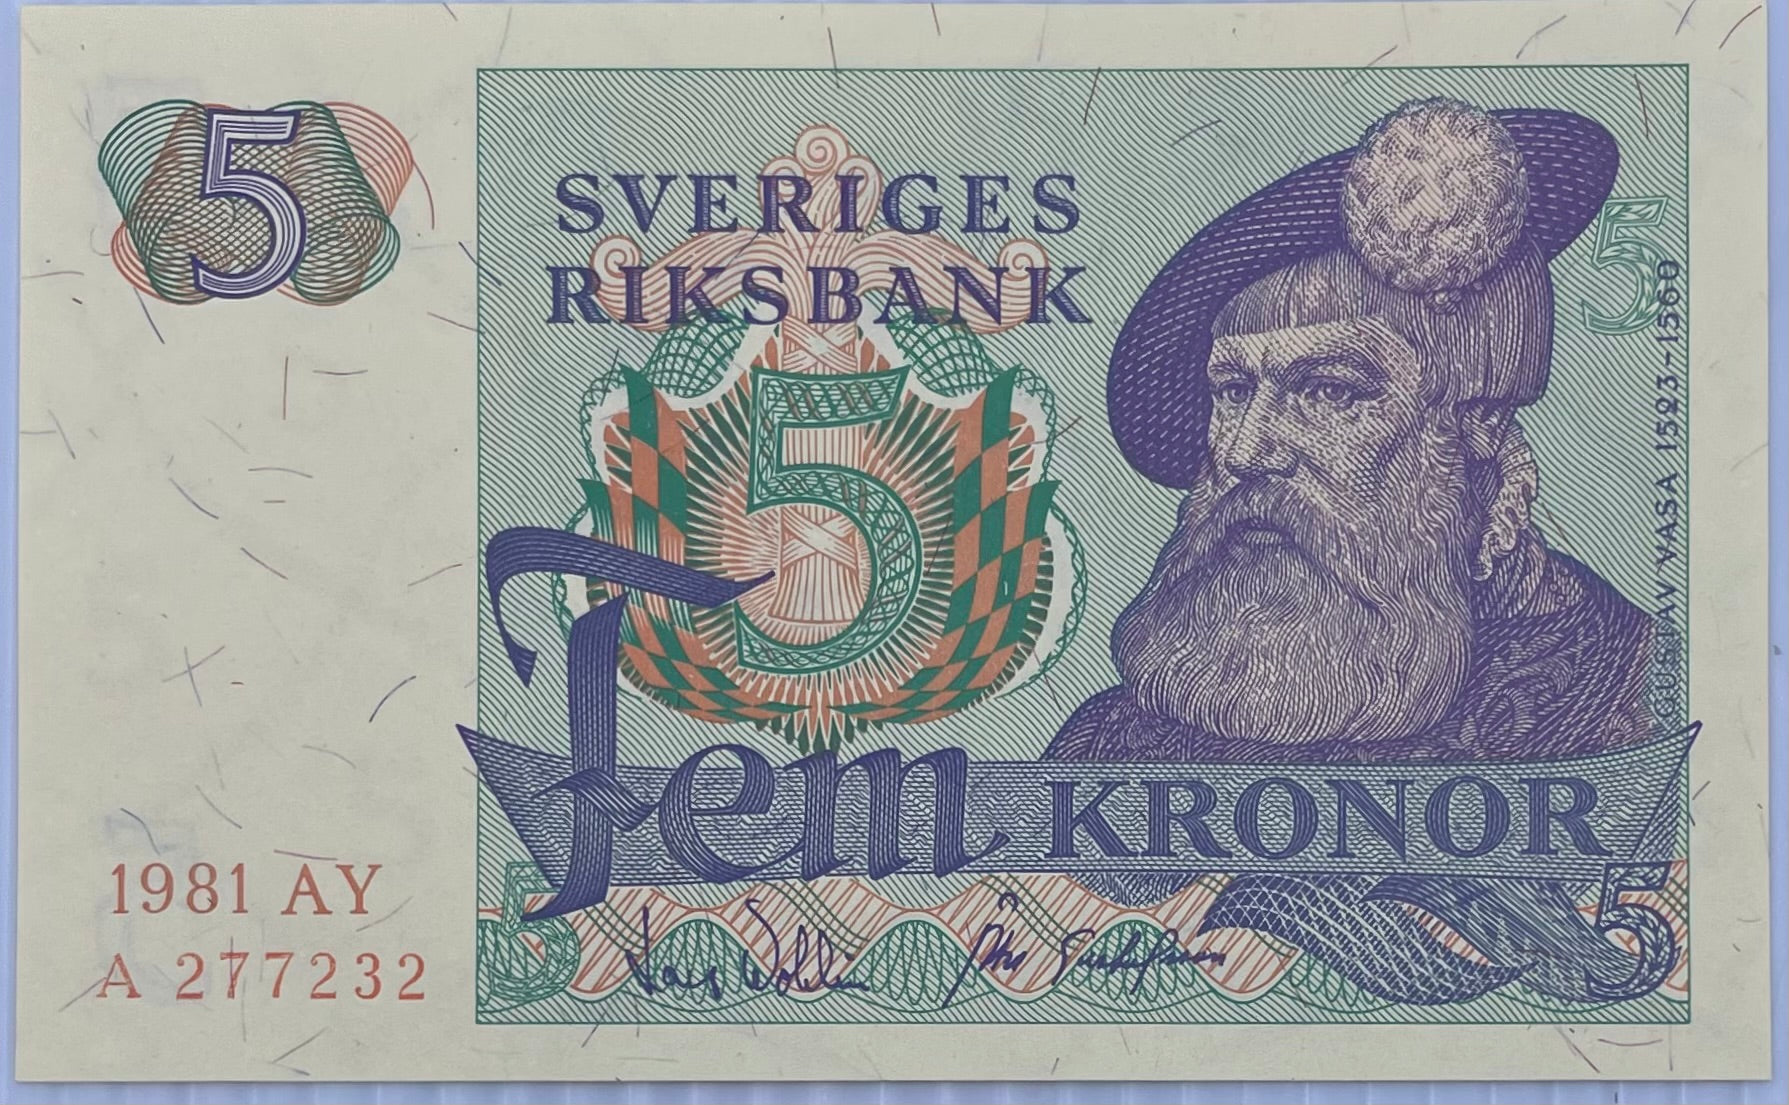 5
SVERIGES
RIKSBANK
5
5
GUSTAV VASA 1523-1560
Fem KRONOR
1981 AY
A 277232
5
5